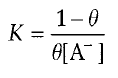 K = (1 − θ) / (θ[A⁻])